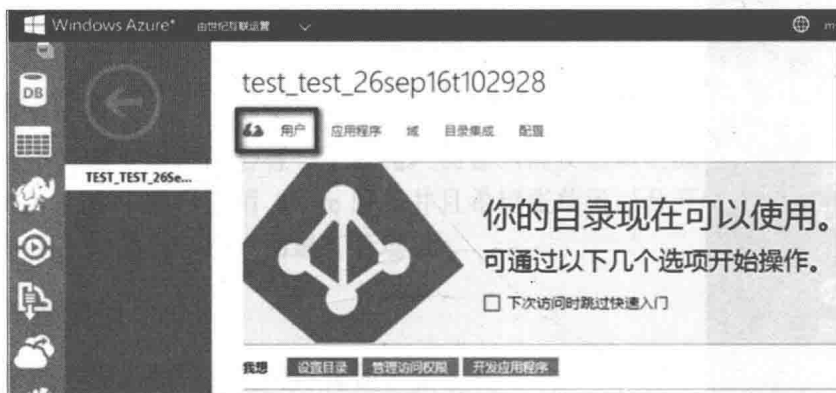 Windows Azure* 由世纪互联运营
m
DB
test_test_26sep16t102928
用户 应用程序 域 目录集成 配置
TEST_TEST_26Se...
你的目录现在可以使用。
可通过以下几个选项开始操作。
下次访问时跳过快速入门
我想 设置目录 管理访问权限 开发应用程序